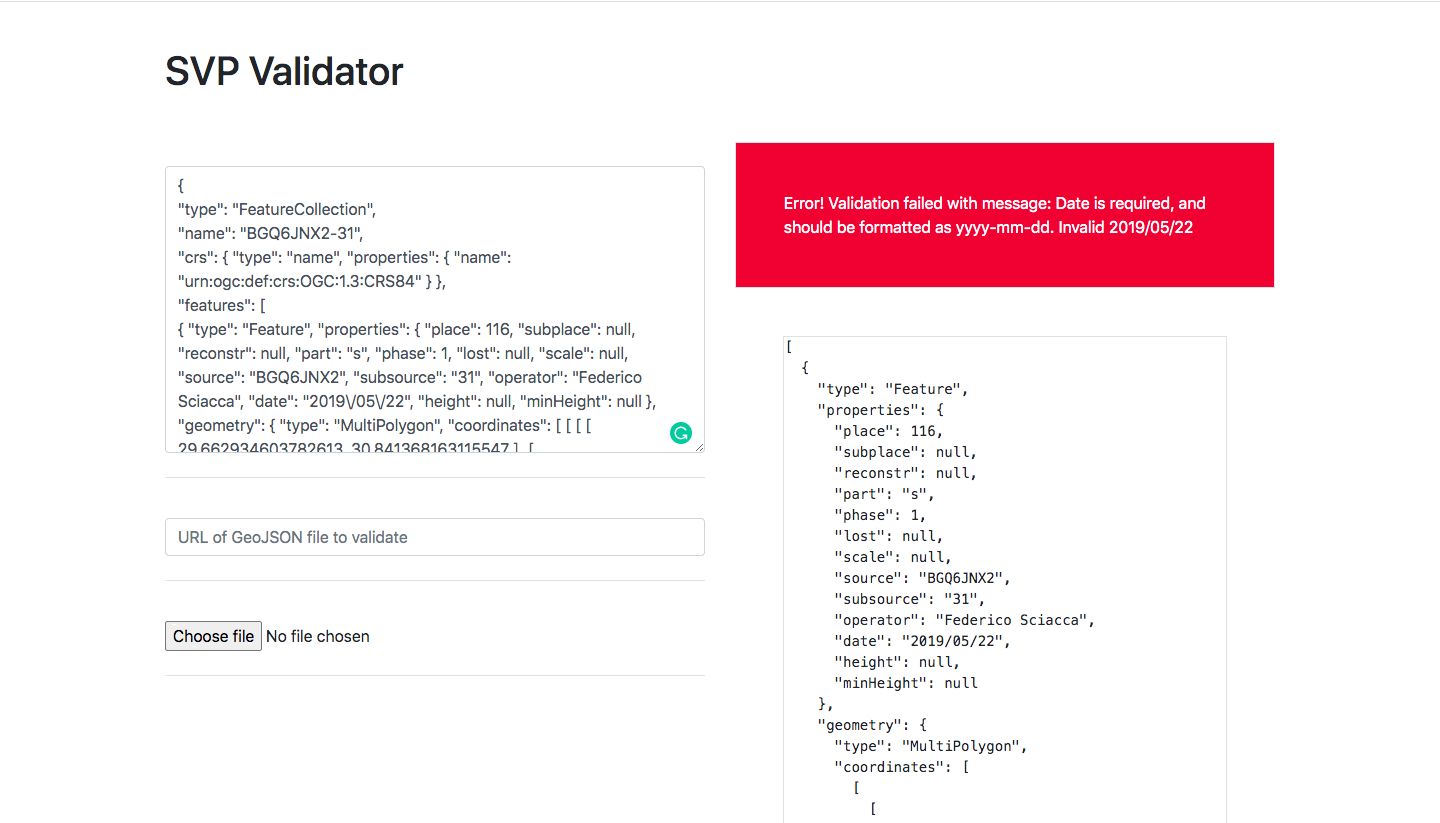 SVP Validator
{
"type": "FeatureCollection",
"name": "BGQ6JNX2-31",
"crs": { "type": "name", "properties": { "name":
"urn:ogc:def:crs:OGC:1.3:CRS84" } },
"features": [
{ "type": "Feature", "properties": { "place": 116, "subplace": null,
"reconstr": null, "part": "s", "phase": 1, "lost": null, "scale": null,
"source": "BGQ6JNX2", "subsource": "31", "operator": "Federico
Sciacca", "date": "2019\/05\/22", "height": null, "minHeight": null },
"geometry": { "type": "MultiPolygon", "coordinates": [ [ [ [
29.662934603782613, 30.841368163115547 ], [
URL of GeoJSON file to validate
Choose file No file chosen
Error! Validation failed with message: Date is required, and
should be formatted as yyyy-mm-dd. Invalid 2019/05/22
[
{
"type": "Feature",
"properties": {
"place": 116,
"subplace": null,
"reconstr": null,
"part": "s",
"phase": 1,
"lost": null,
"scale": null,
"source": "BGQ6JNX2",
"subsource": "31",
"operator": "Federico Sciacca",
"date": "2019/05/22",
"height": null,
"minHeight": null
},
"geometry": {
"type": "MultiPolygon",
"coordinates": [
[
[